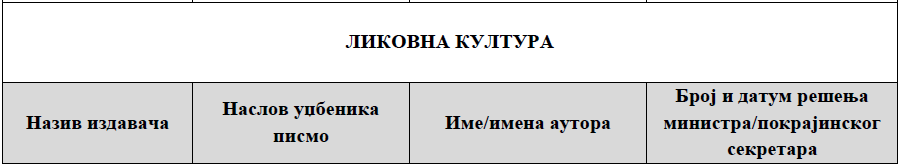 ЛИКОВНА КУЛТУРА
Назив издавача
Наслов уџбеника
писмо
Име/имена аутора
Број и датум решења
министра/покрајинског
секретара